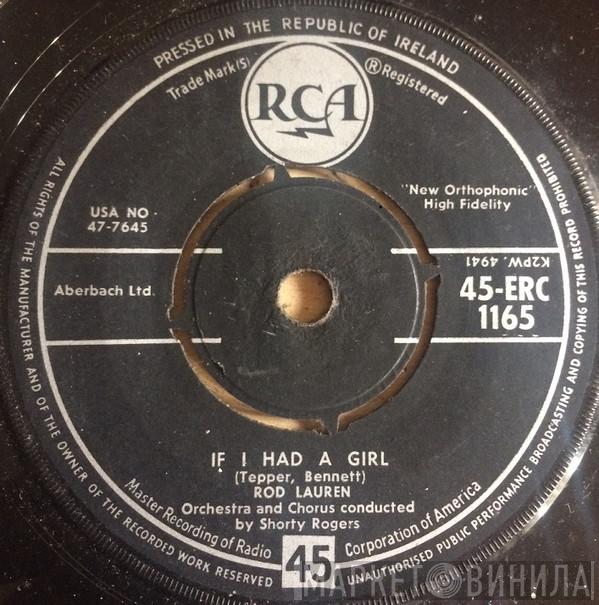 PRESSED IN THE REPUBLIC OF IRELAND
Trade Mark(S) ® Registered
RCA
"New Orthophonic"
High Fidelity
USA NO ·
47-7645
K2PW. 4941
Aberbach Ltd.
45-ERC
1165
IF I HAD A GIRL
(Tepper, Bennett)
ROD LAUREN
Orchestra and Chorus conducted
by Shorty Rogers
Master Recording of Radio Corporation of America
45
ALL RIGHTS OF THE MANUFACTURER AND OF THE OWNER OF THE RECORDED WORK RESERVED
UNAUTHORISED PUBLIC PERFORMANCE BROADCASTING AND COPYING OF THIS RECORD PROHIBITED
МАРКЕТ ВИНИЛА